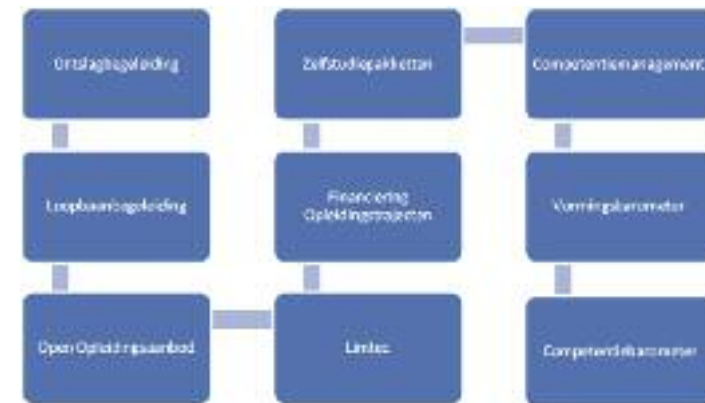 Ontslagbegeleiding
Loopbaanbegeleiding
Open Opleidingsaanbod
Limtec
Financiering
Opleidingstrajecten
Zelfstudiepakketten
Competentiemanagement
Vormingsbarometer
Competentiebarometer